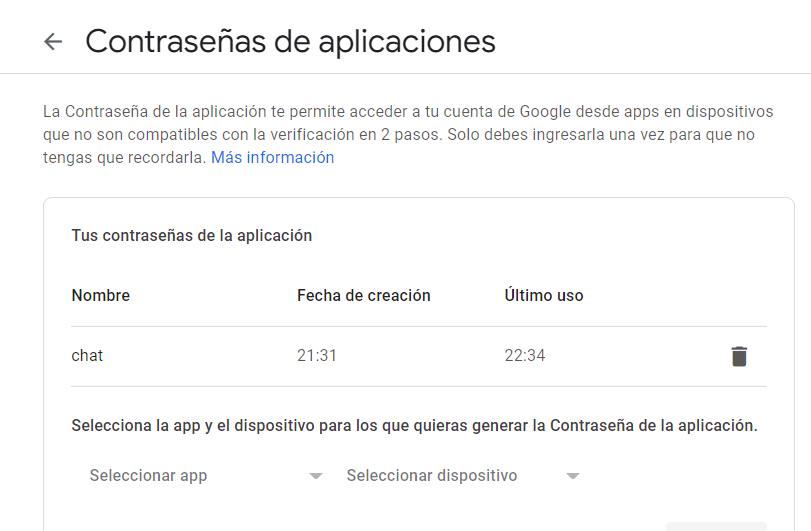 Contraseñas de aplicaciones
La Contraseña de la aplicación te permite acceder a tu cuenta de Google desde apps en dispositivos
que no son compatibles con la verificación en 2 pasos. Solo debes ingresarla una vez para que no
tengas que recordarla. Más información
Tus contraseñas de la aplicación
Nombre Fecha de creación Último uso
chat 21:31 22:34
Selecciona la app y el dispositivo para los que quieras generar la Contraseña de la aplicación.
Seleccionar app Seleccionar dispositivo